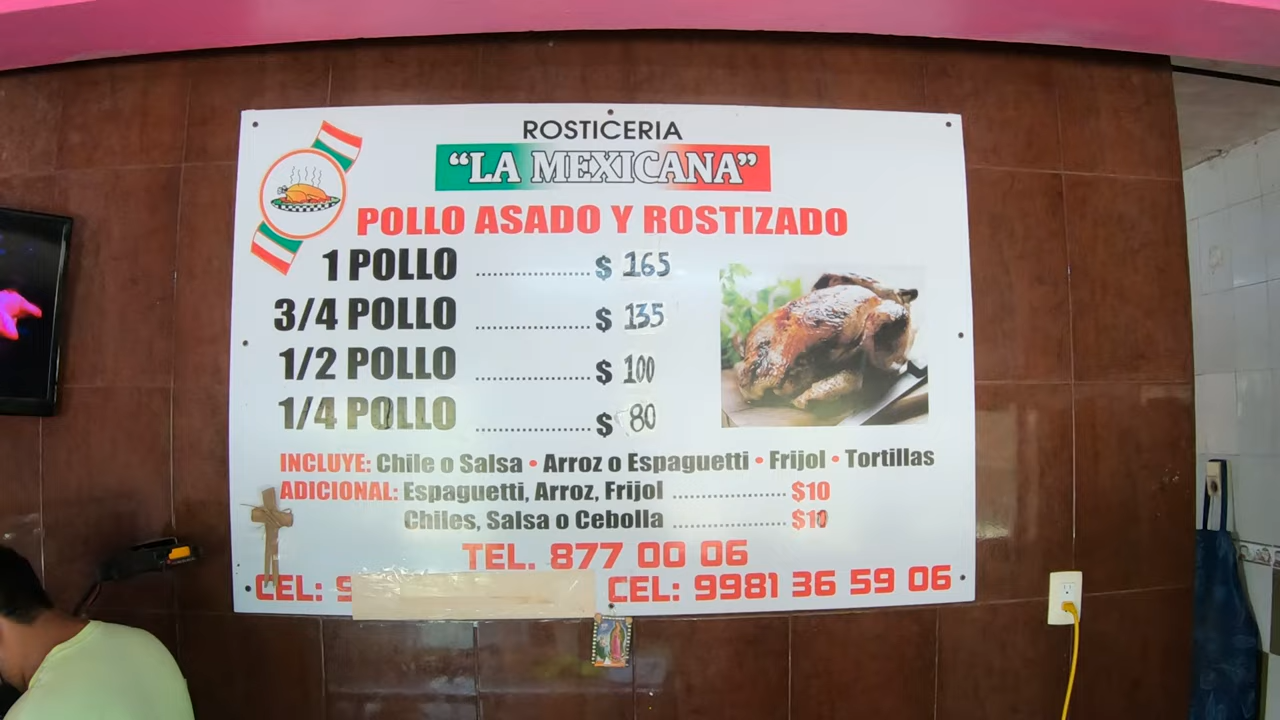 ROSTICERIA
“LA MEXICANA”
POLLO ASADO Y ROSTIZADO
1 POLLO ........................ $ 165
3/4 POLLO ........................ $ 135
1/2 POLLO ........................ $ 100
1/4 POLLO ........................ $ 80
INCLUYE: Chile o Salsa • Arroz o Espaguetti • Frijol • Tortillas
ADICIONAL: Espaguetti, Arroz, Frijol ........................ $10
Chiles, Salsa o Cebolla ........................ $10
TEL. 877 00 06
CEL: 9 CEL: 9981 36 59 06